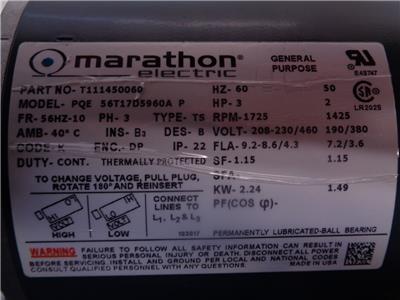 marathon
electric
GENERAL PURPOSE
EA6747
LR2025
PART NO- T111450060 HZ- 60 50
MODEL- PQE 56T17D5960A P HP- 3 2
FR- 56HZ-10 PH- 3 TYPE- TS RPM-1725 1425
AMB- 40° C INS- B3 DES- B VOLT- 208-230/460 190/380
CODE- K ENC.- DP IP- 22 FLA- 9.2-8.6/4.3 7.2/3.6
DUTY- CONT. THERMALLY PROTECTED SF- 1.15 1.15
TO CHANGE VOLTAGE, PULL PLUG,
ROTATE 180° AND REINSERT
SFA-
KW- 2.24 1.49
HIGH LOW
CONNECT
LINES TO
L1, L2 & L3
PF(COS φ)-
PERMANENTLY LUBRICATED-BALL BEARING
WARNING FAILURE TO FOLLOW SAFETY INSTRUCTIONS COULD RESULT IN
SERIOUS PERSONAL INJURY OR DEATH. DISCONNECT ALL POWER
BEFORE SERVICING. INSTALL AND GROUND PER LOCAL AND NATIONAL CODES
CONSULT QUALIFIED PERSONNEL WITH QUESTIONS. MADE IN USA